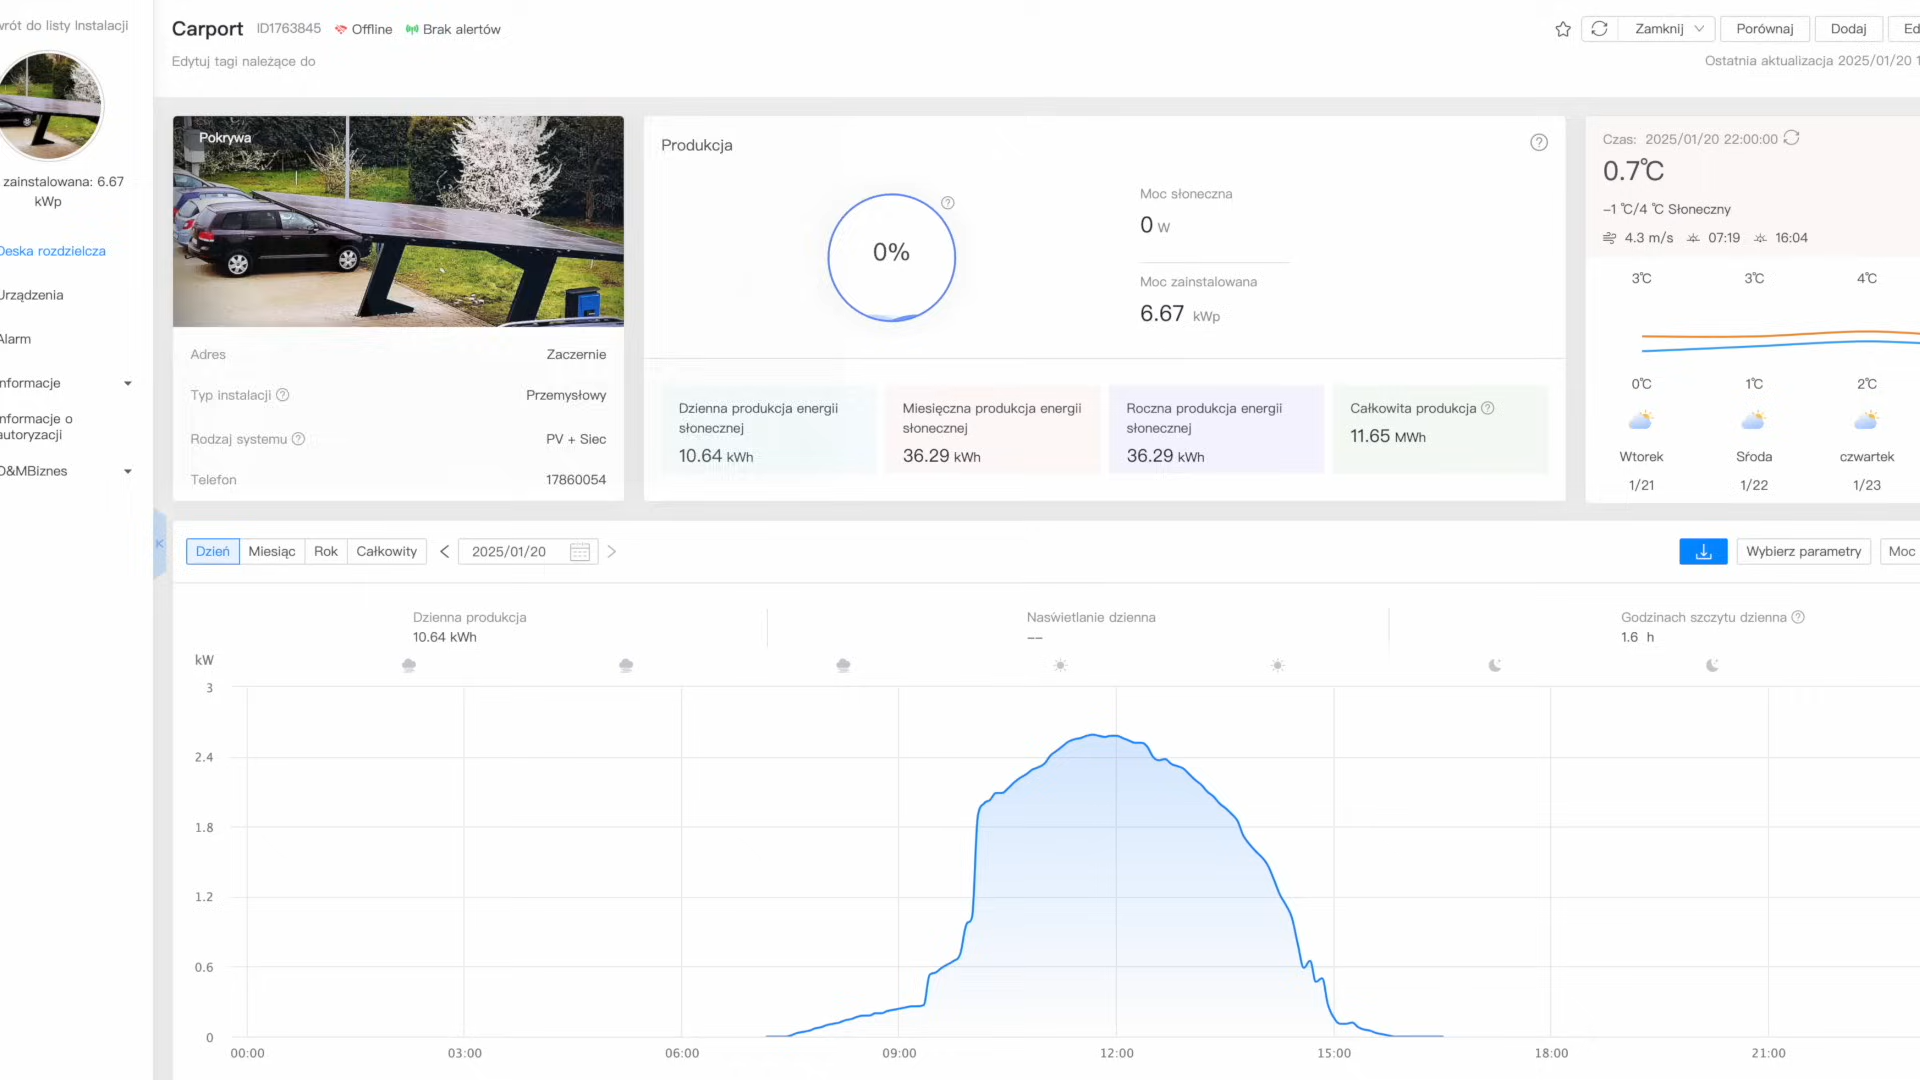 wrót do listy Instalacji
zainstalowana: 6.67
kWp
Deska rozdzielcza
Urządzenia
Alarm
nformacje
nformacje o
autoryzacji
O&MBiznes
Carport ID1763845 Offline Brak alertów
Edytuj tagi należące do
Zamknij Porównaj Dodaj Ed
Ostatnia aktualizacja 2025/01/20 1
Pokrywa
Adres Zaczernie
Typ instalacji Przemysłowy
Rodzaj systemu PV + Siec
Telefon 17860054
Produkcja
0%
Moc słoneczna
0 W
Moc zainstalowana
6.67 kWp
Dzienna produkcja energii
słonecznej
10.64 kWh
Miesięczna produkcja energii
słonecznej
36.29 kWh
Roczna produkcja energii
słonecznej
36.29 kWh
Całkowita produkcja
11.65 MWh
Czas: 2025/01/20 22:00:00
0.7℃
–1 ℃/4 ℃ Słoneczny
4.3 m/s 07:19 16:04
3℃ 3℃ 4℃
0℃ 1℃ 2℃
Wtorek Środa czwartek
1/21 1/22 1/23
Dzień Miesiąc Rok Całkowity < 2025/01/20 >
Wybierz parametry Moc
Dzienna produkcja
10.64 kWh
Naświetlanie dzienna
––
Godzinach szczytu dzienna
1.6 h
kW
3
2.4
1.8
1.2
0.6
0
00:00 03:00 06:00 09:00 12:00 15:00 18:00 21:00